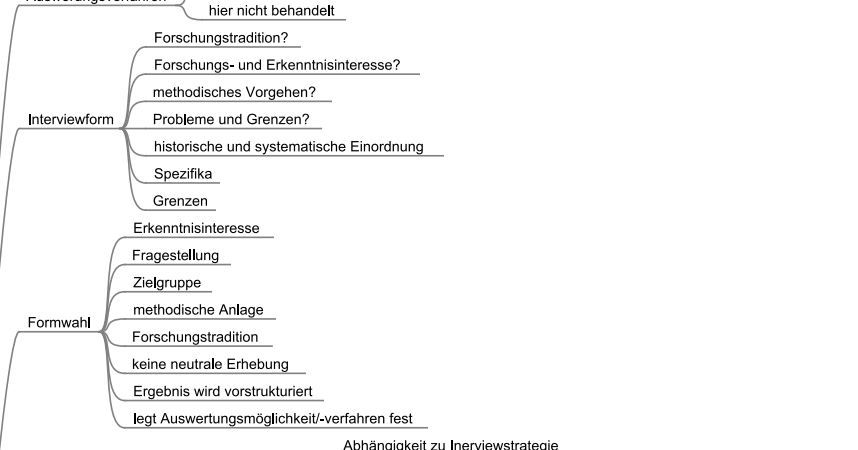 Auswertungsverfahren
hier nicht behandelt
Forschungstradition?
Forschungs- und Erkenntnisinteresse?
methodisches Vorgehen?
Interviewform
Probleme und Grenzen?
historische und systematische Einordnung
Spezifika
Grenzen
Erkenntnisinteresse
Fragestellung
Zielgruppe
methodische Anlage
Formwahl
Forschungstradition
keine neutrale Erhebung
Ergebnis wird vorstrukturiert
legt Auswertungsmöglichkeit/-verfahren fest
Abhängigkeit zu Inerviewstrategie